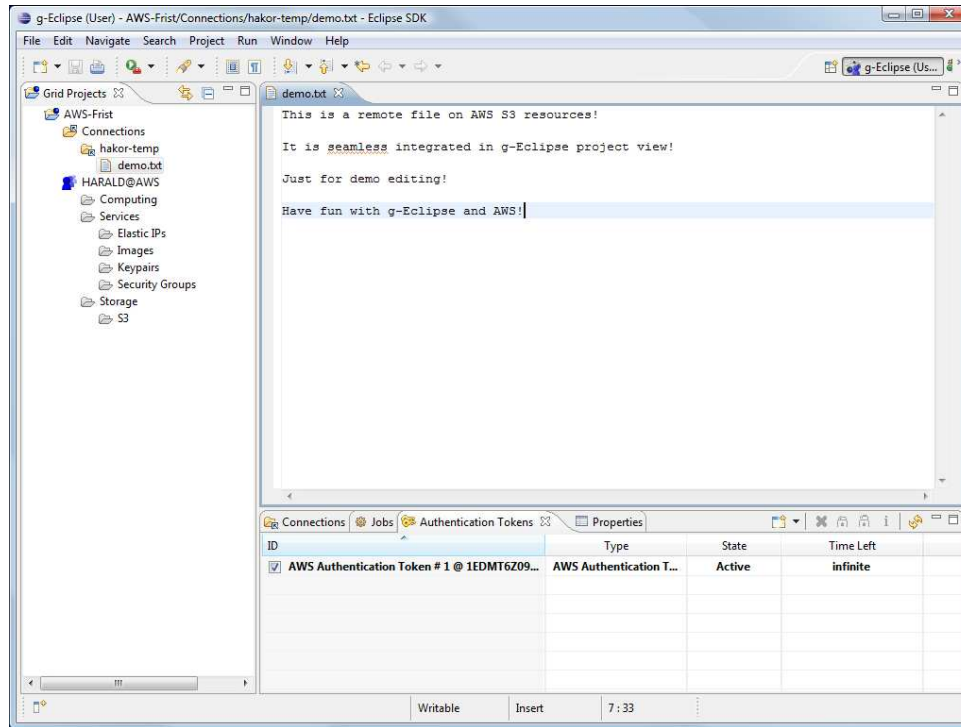 g-Eclipse (User) - AWS-Frist/Connections/hakor-temp/demo.txt - Eclipse SDK
File Edit Navigate Search Project Run Window Help
g-Eclipse (Us...
Grid Projects
demo.txt
AWS-Frist
Connections
hakor-temp
demo.txt
HARALD@AWS
Computing
Services
Elastic IPs
Images
Keypairs
Security Groups
Storage
S3
This is a remote file on AWS S3 resources!
It is seamless integrated in g-Eclipse project view!
Just for demo editing!
Have fun with g-Eclipse and AWS!
Connections Jobs Authentication Tokens Properties
ID Type State Time Left
AWS Authentication Token # 1 @ 1EDMT6Z09... AWS Authentication T... Active infinite
Writable Insert 7 : 33